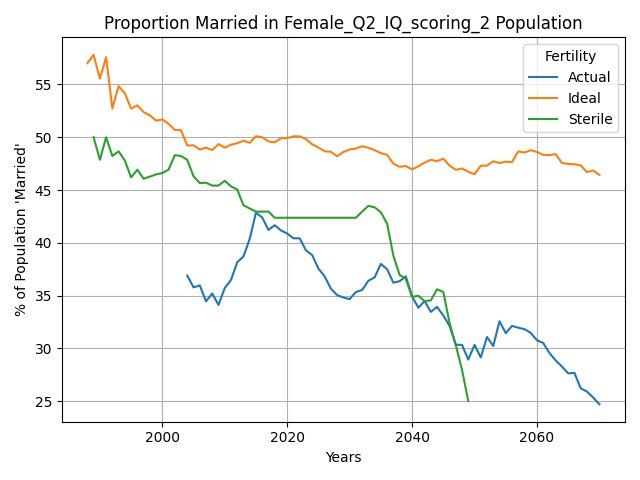 Proportion Married in Female_Q2_IQ_scoring_2 Population
Fertility
Actual
Ideal
Sterile
% of Population 'Married'
55
50
45
40
35
30
25
2000
2020
2040
2060
Years